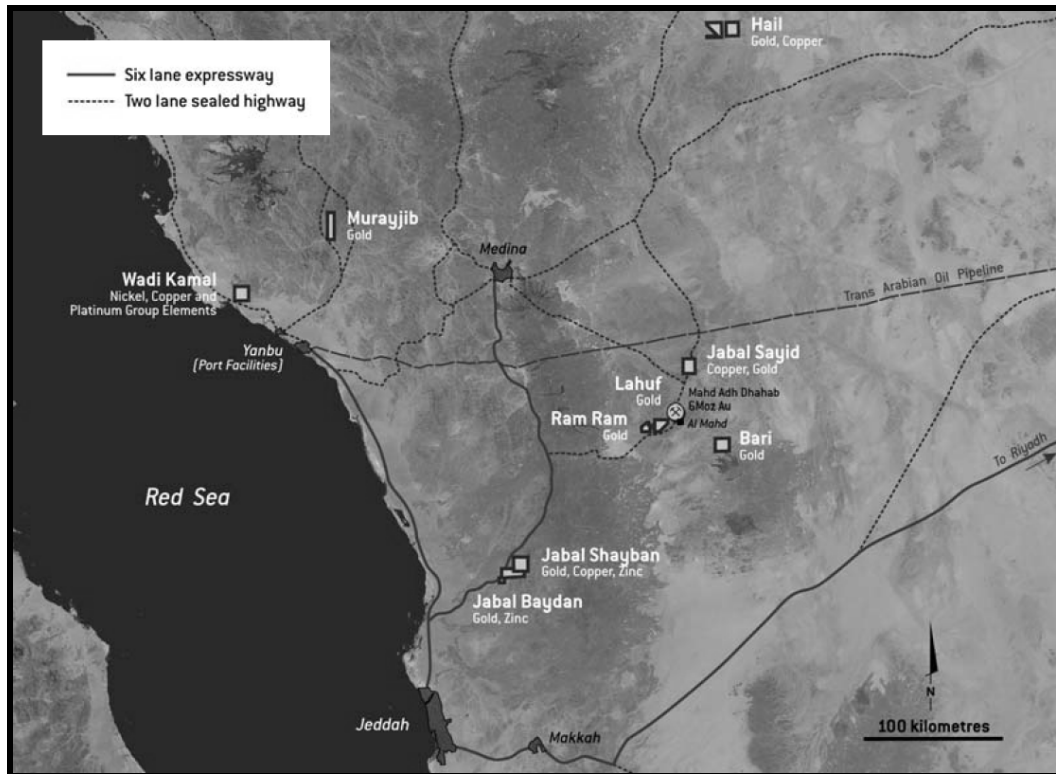 Six lane expressway
Two lane sealed highway
Hail
Gold, Copper
Murayjib
Gold
Medina
Wadi Kamal
Nickel, Copper and
Platinum Group Elements
Trans Arabian Oil Pipeline
Yanbu
(Port Facilities)
Jabal Sayid
Copper, Gold
Lahuf
Gold
Mahd Adh Dhahab
6Moz Au
Al Mahd
Ram Ram
Gold
Bari
Gold
To Riyadh
Red Sea
Jabal Shayban
Gold, Copper, Zinc
Jabal Baydan
Gold, Zinc
N
100 kilometres
Jeddah
Makkah